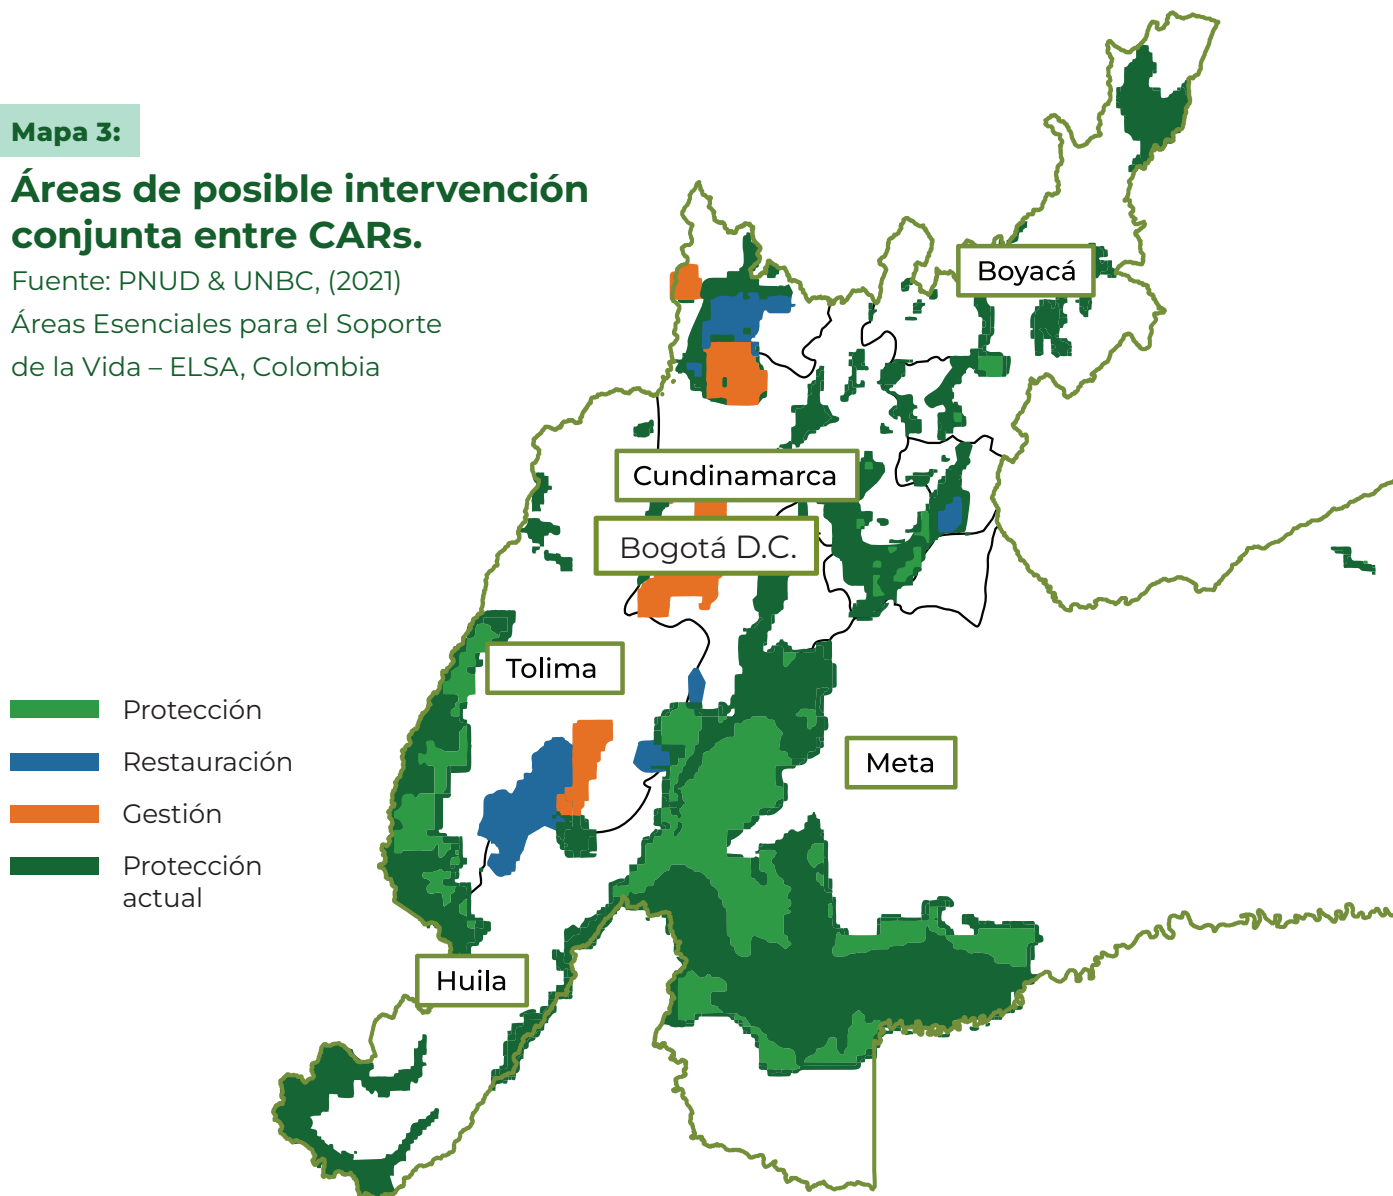 Mapa 3:
Áreas de posible intervención
conjunta entre CARs.
Fuente: PNUD & UNBC, (2021)
Áreas Esenciales para el Soporte
de la Vida – ELSA, Colombia
Boyacá
Cundinamarca
Bogotá D.C.
Tolima
Meta
Huila
Protección
Restauración
Gestión
Protección
actual